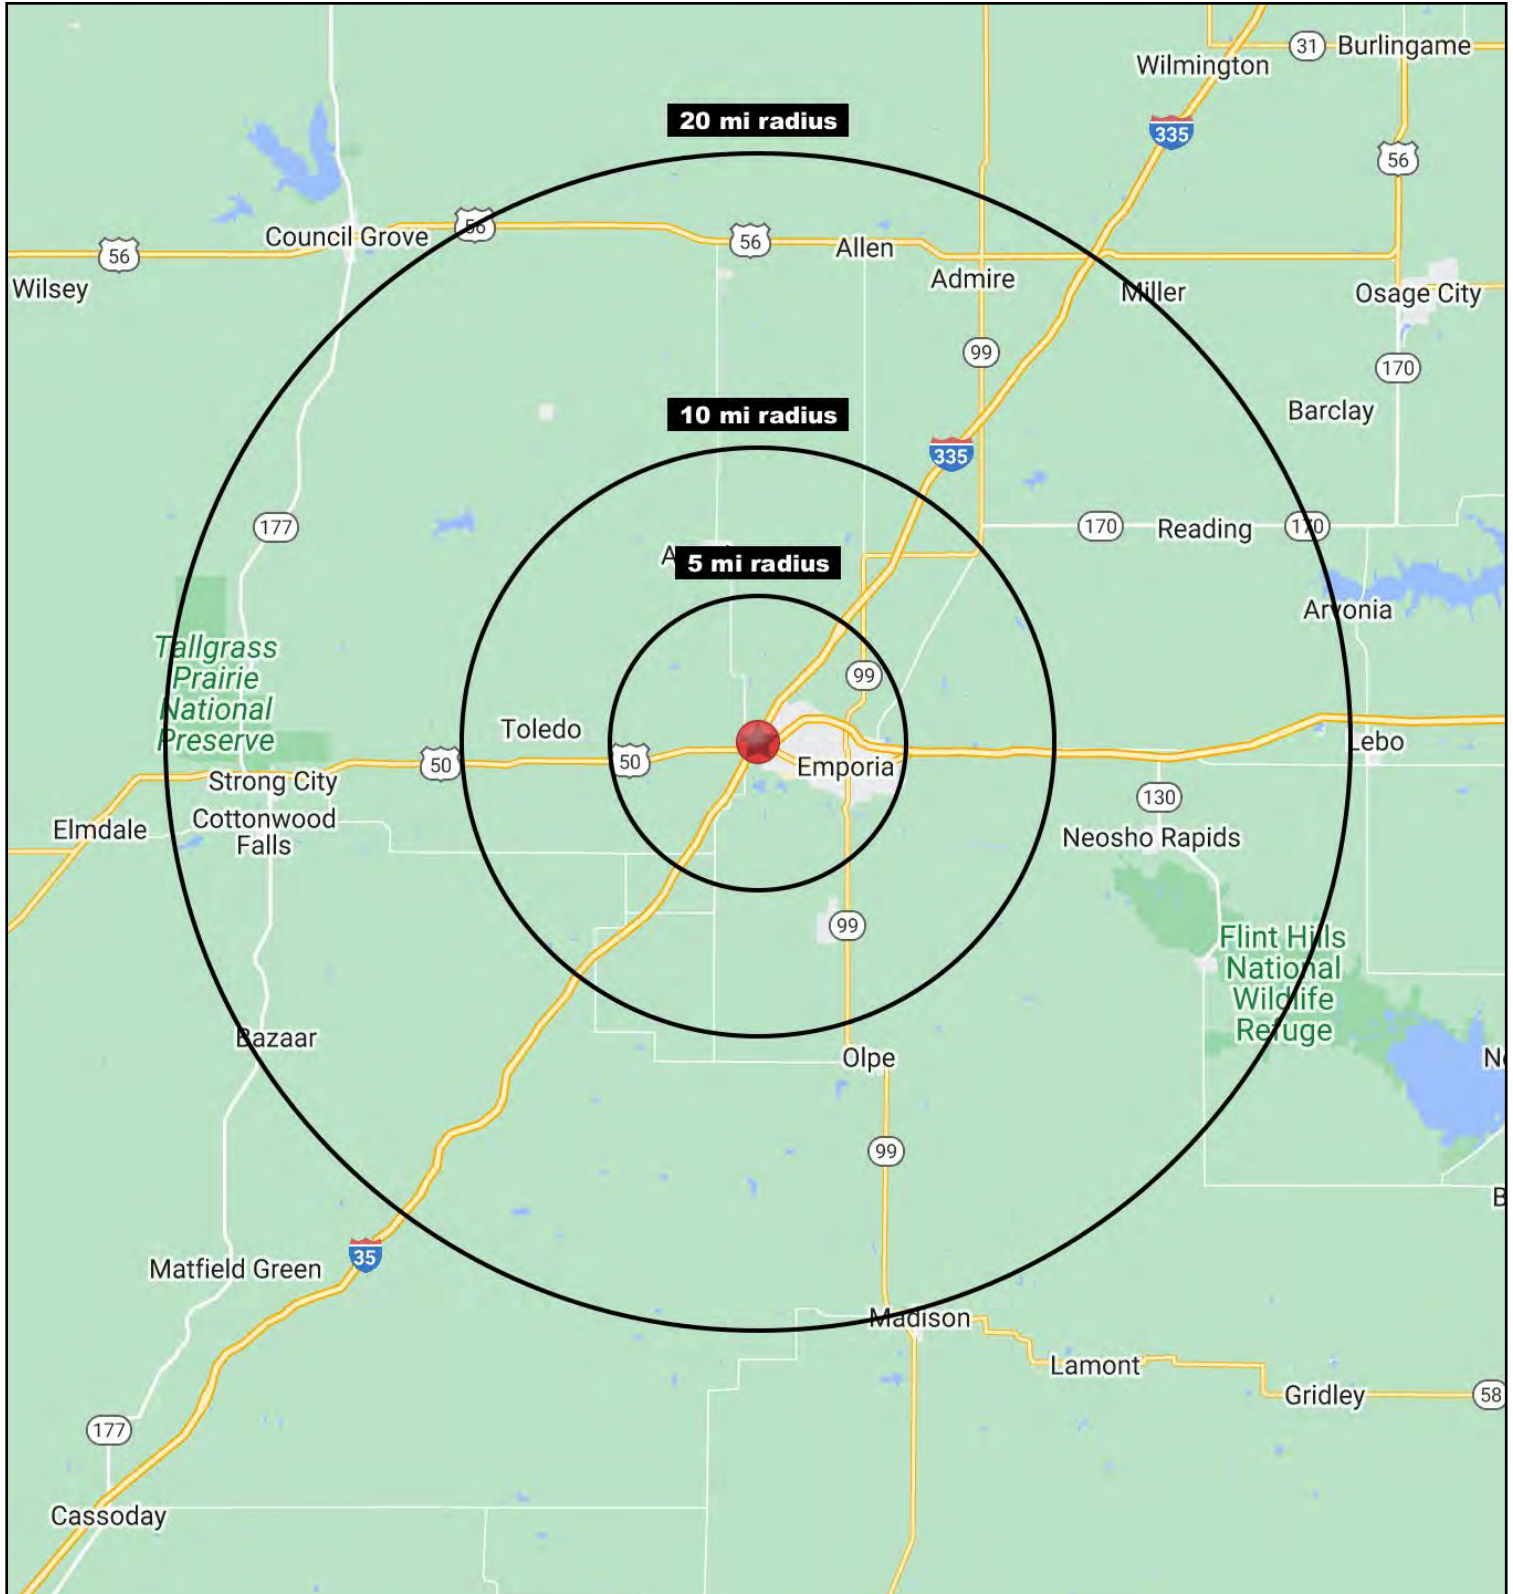 31
Burlingame
Wilmington
20 mi radius
335
56
56
Council Grove
56
56
Allen
Wilsey
Admire
Miller
Osage City
99
170
10 mi radius
Barclay
335
177
170
Reading
170
5 mi radius
Arvonia
Tallgrass
Prairie
National
Preserve
99
Toledo
50
50
Lebo
Emporia
Strong City
130
Cottonwood
Falls
Elmdale
Neosho Rapids
99
Flint Hills
National
Wildlife
Refuge
Bazaar
Olpe
99
35
Matfield Green
Madison
Lamont
Gridley
58
177
Cassoday